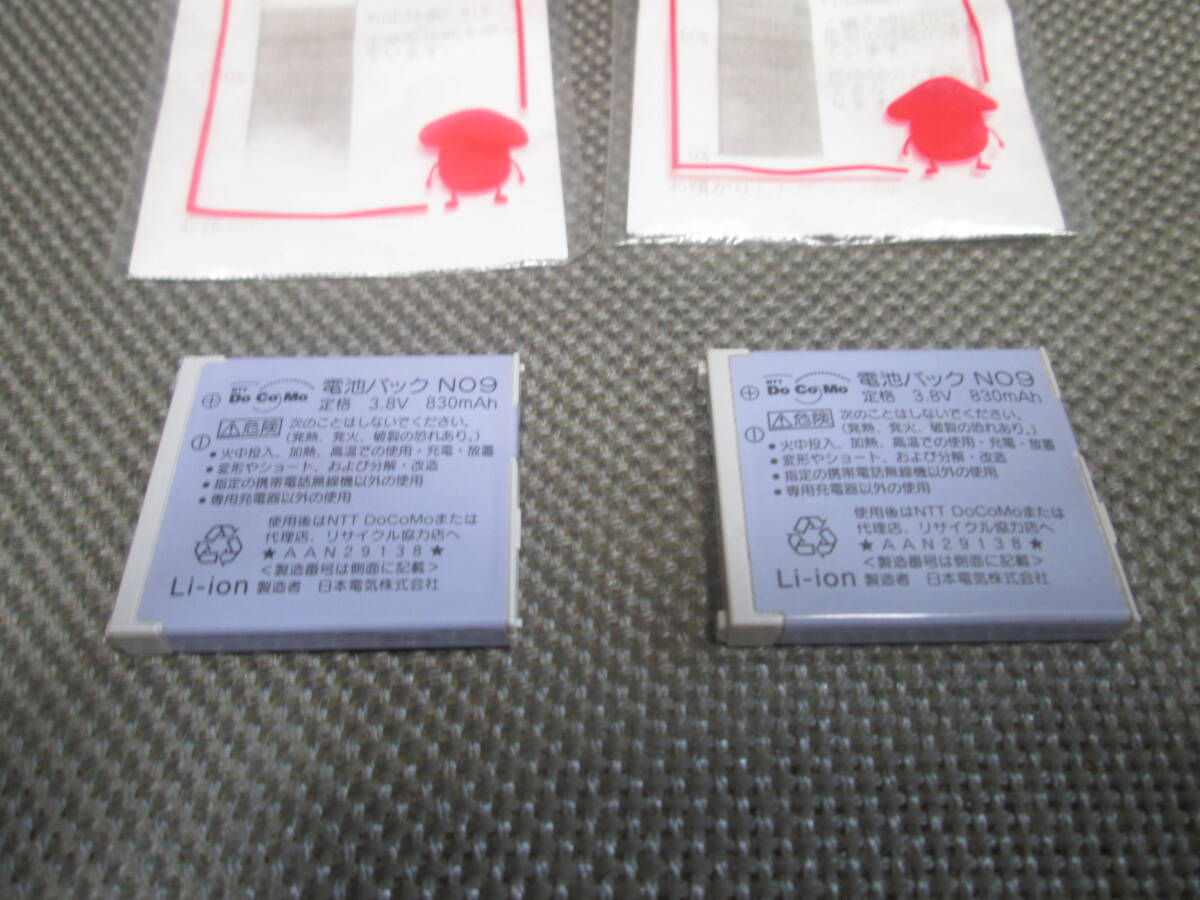 ています。
NTT
DoCoMo 電池パック N09
定格 3.8V 830mAh
⚠危険 次のことはしないでください。
(発熱、発火、破裂の恐れあり。)
•火中投入、加熱、高温での使用・充電・放置
•変形やショート、および分解・改造
•指定の携帯電話無線機以外の使用
•専用充電器以外の使用
使用後はNTT DoCoMoまたは
代理店、リサイクル協力店へ
★AAN29138★
<製造番号は側面に記載>
Li-ion 製造者 日本電気株式会社
NTT
DoCoMo 電池パック N09
定格 3.8V 830mAh
⚠危険 次のことはしないでください。
(発熱、発火、破裂の恐れあり。)
•火中投入、加熱、高温での使用・充電・放置
•変形やショート、および分解・改造
•指定の携帯電話無線機以外の使用
•専用充電器以外の使用
使用後はNTT DoCoMoまたは
代理店、リサイクル協力店へ
★AAN29138★
<製造番号は側面に記載>
Li-ion 製造者 日本電気株式会社